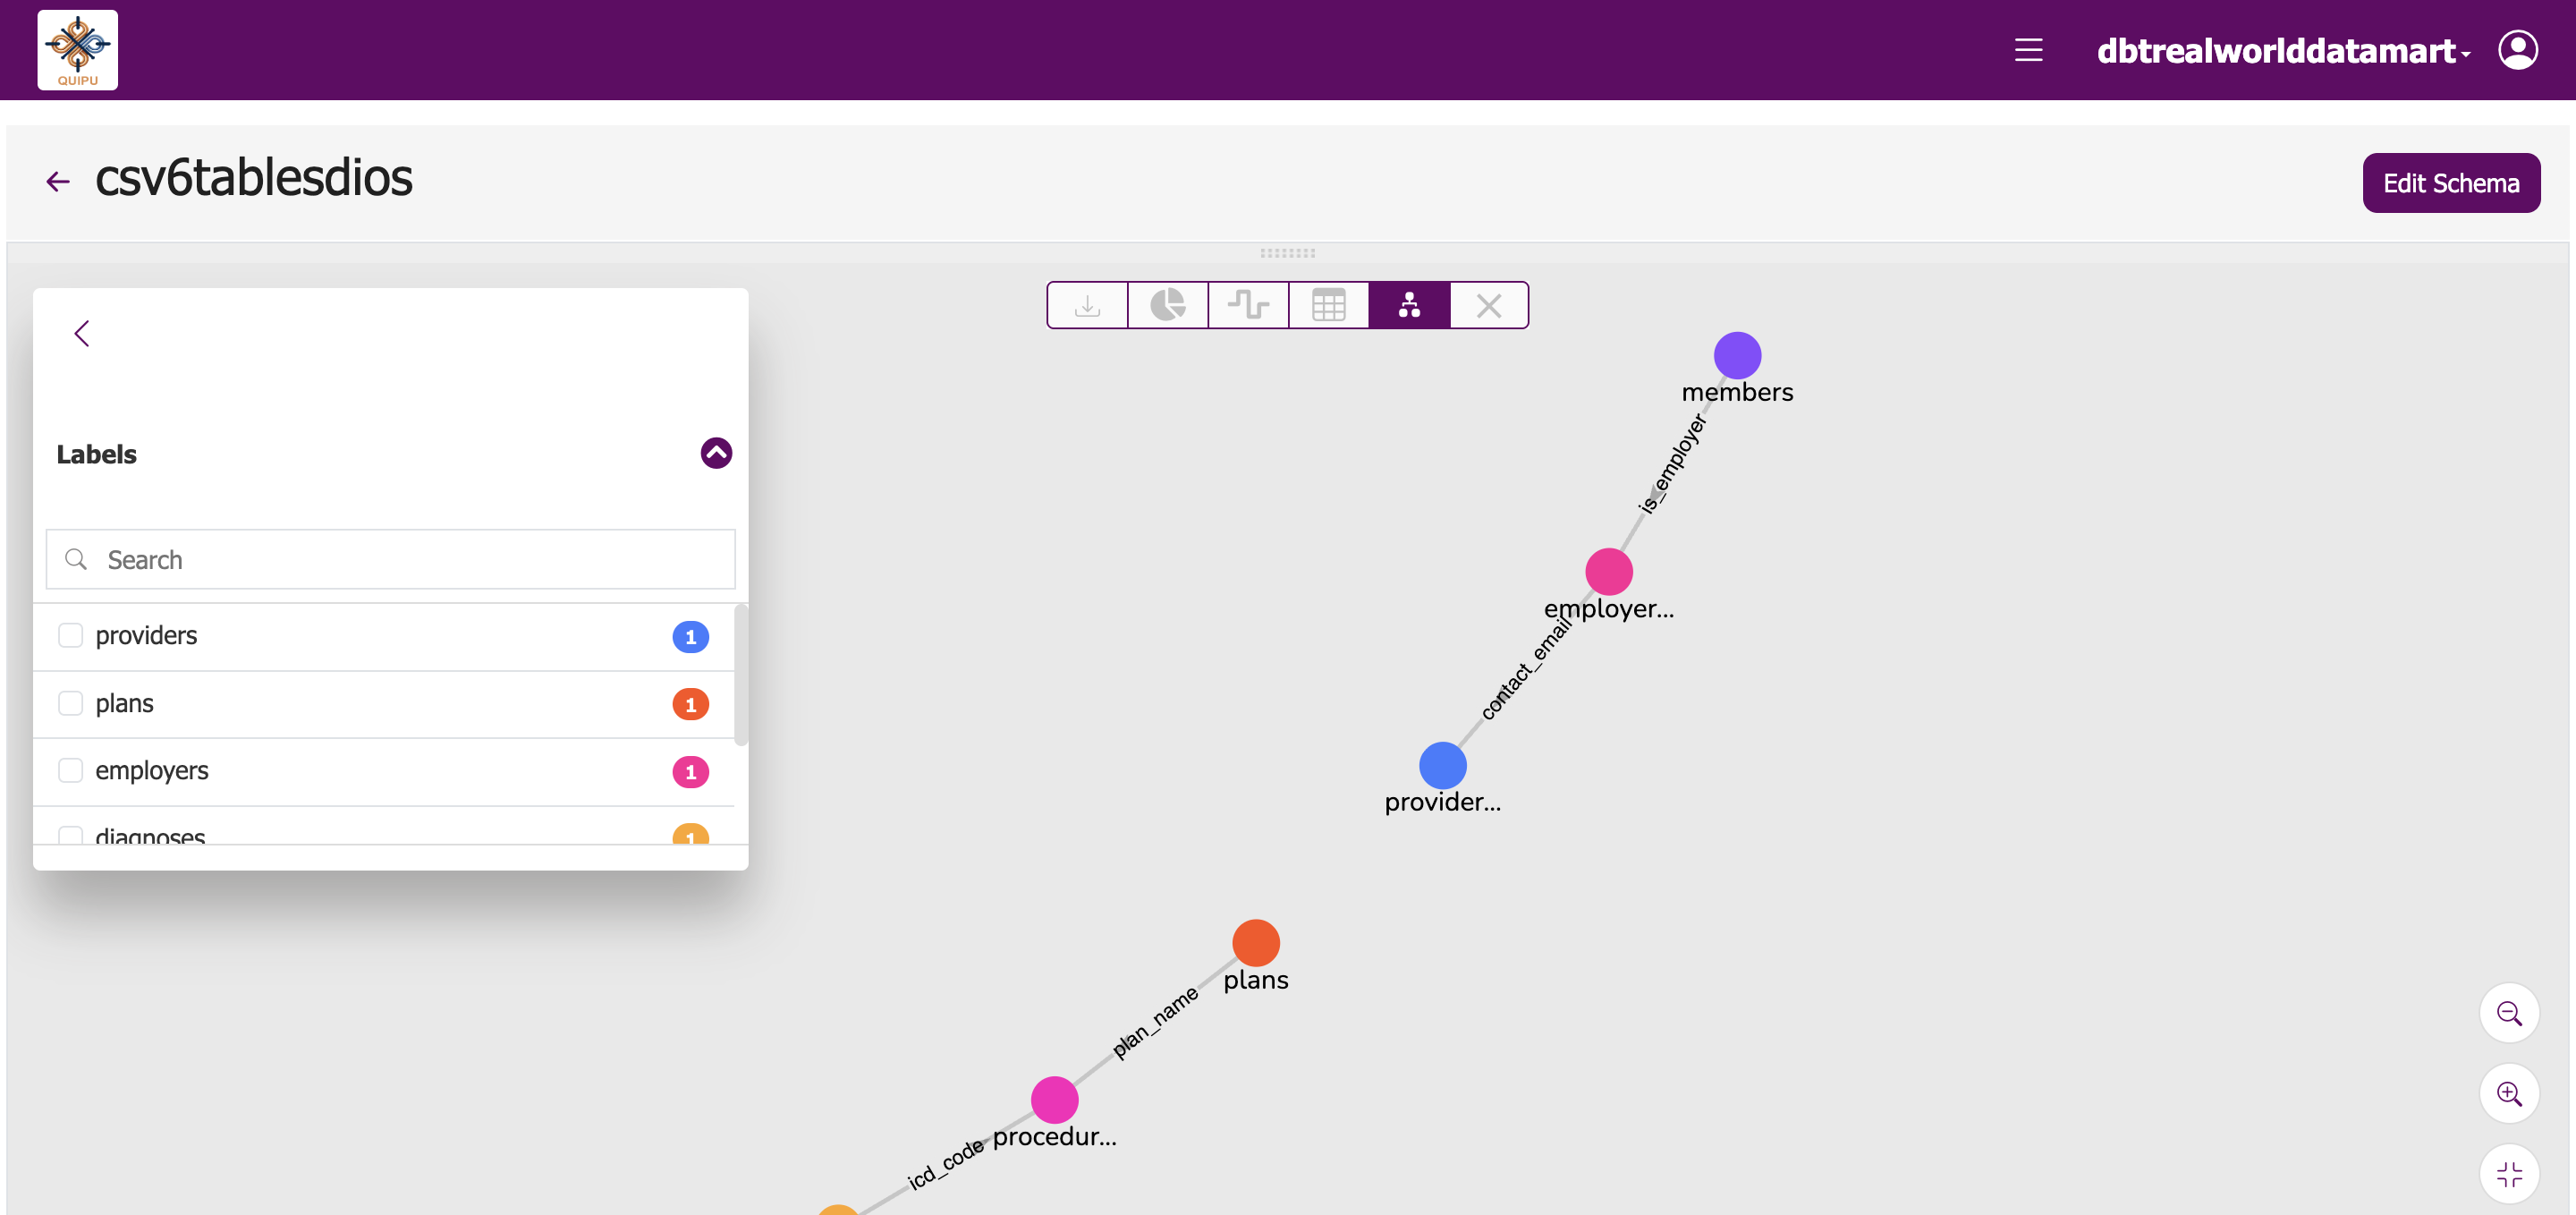 QUIPU
dbtrealworlddatamart
csv6tablesdios
Edit Schema
Labels
Search
providers 1
plans 1
employers 1
diagnoses 1
members
is_employer
employer...
contact_email
provider...
plans
plan_name
procedur...
icd_code